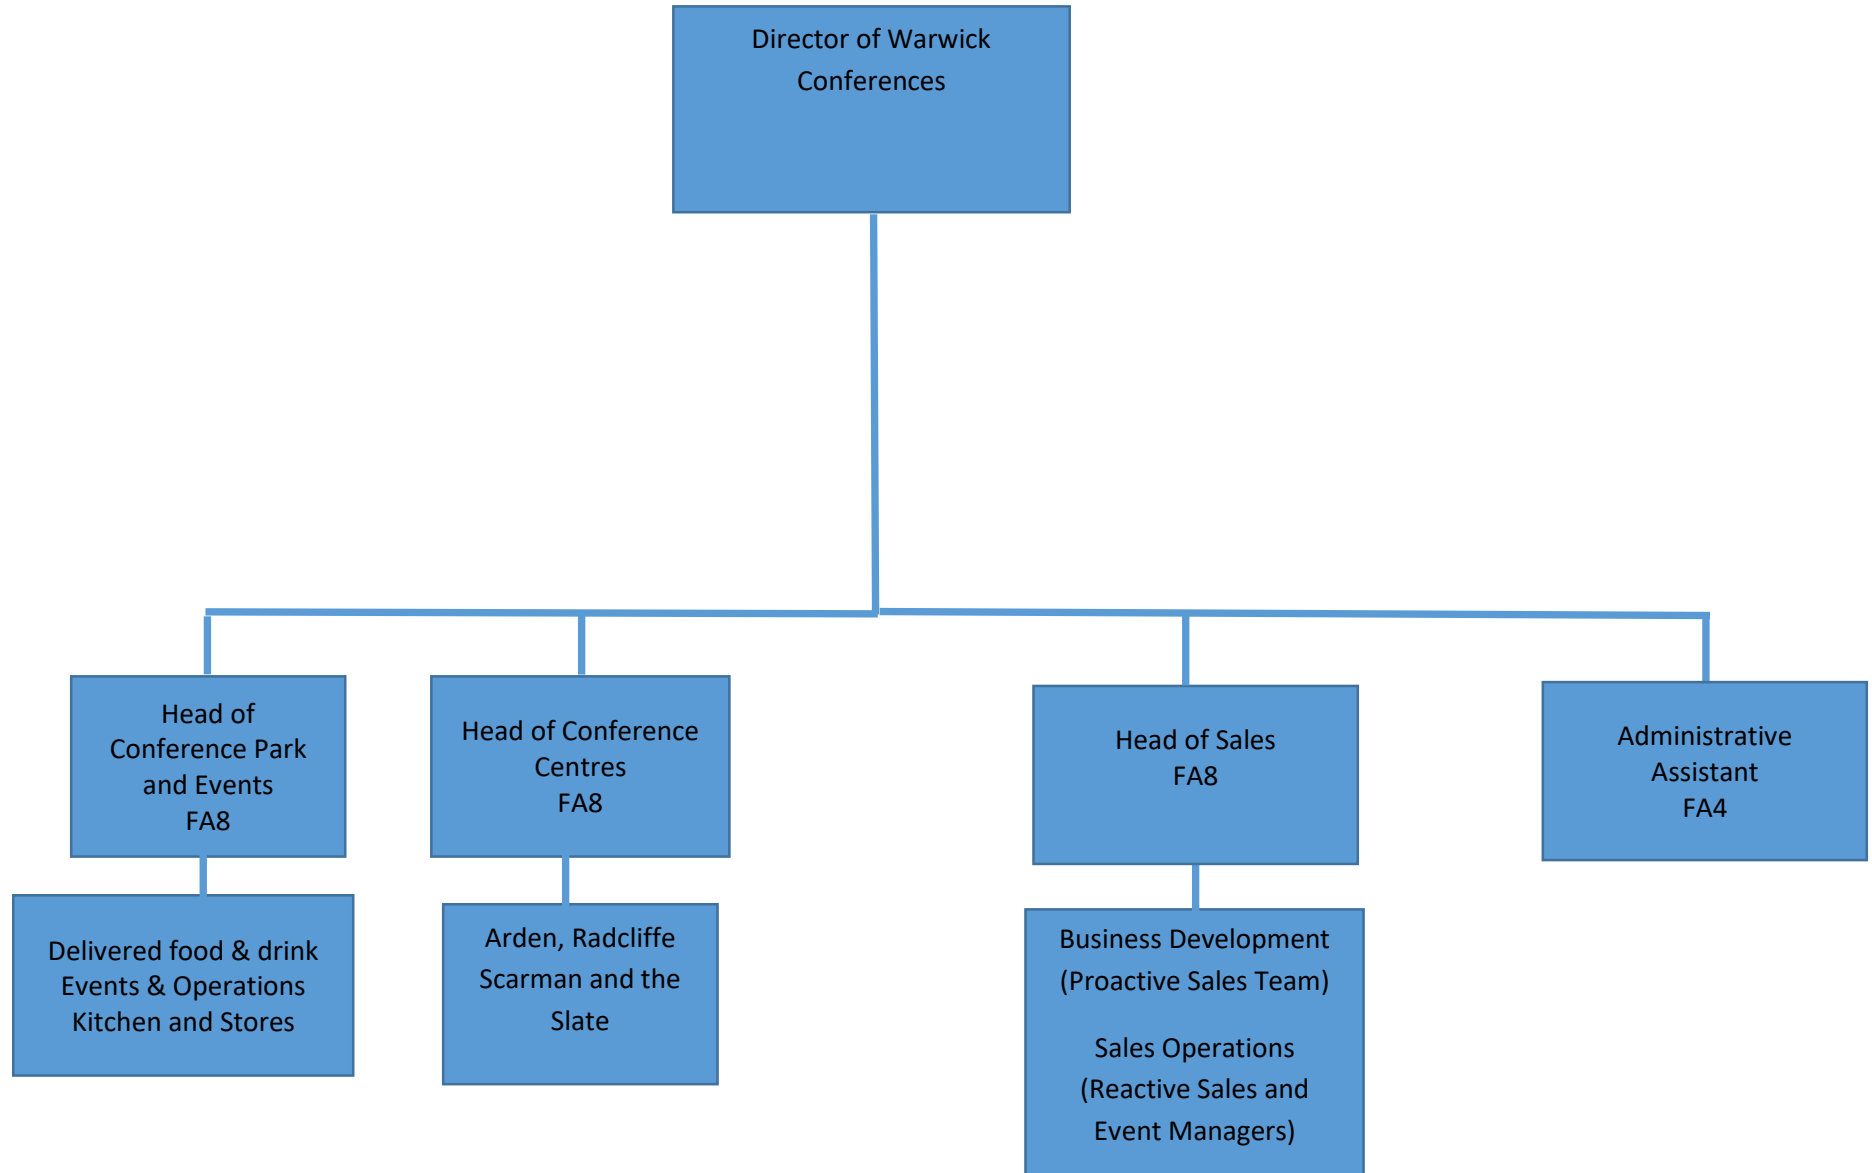 Director of Warwick
Conferences
Head of
Conference Park
and Events
FA8
Head of Conference
Centres
FA8
Head of Sales
FA8
Administrative
Assistant
FA4
Delivered food & drink
Events & Operations
Kitchen and Stores
Arden, Radcliffe
Scarman and the
Slate
Business Development
(Proactive Sales Team)
Sales Operations
(Reactive Sales and
Event Managers)